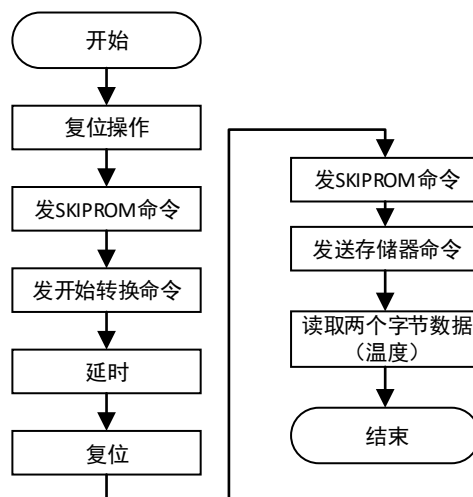 开始
复位操作
发SKIPROM命令
发开始转换命令
延时
复位
发SKIPROM命令
发送存储器命令
读取两个字节数据
（温度）
结束